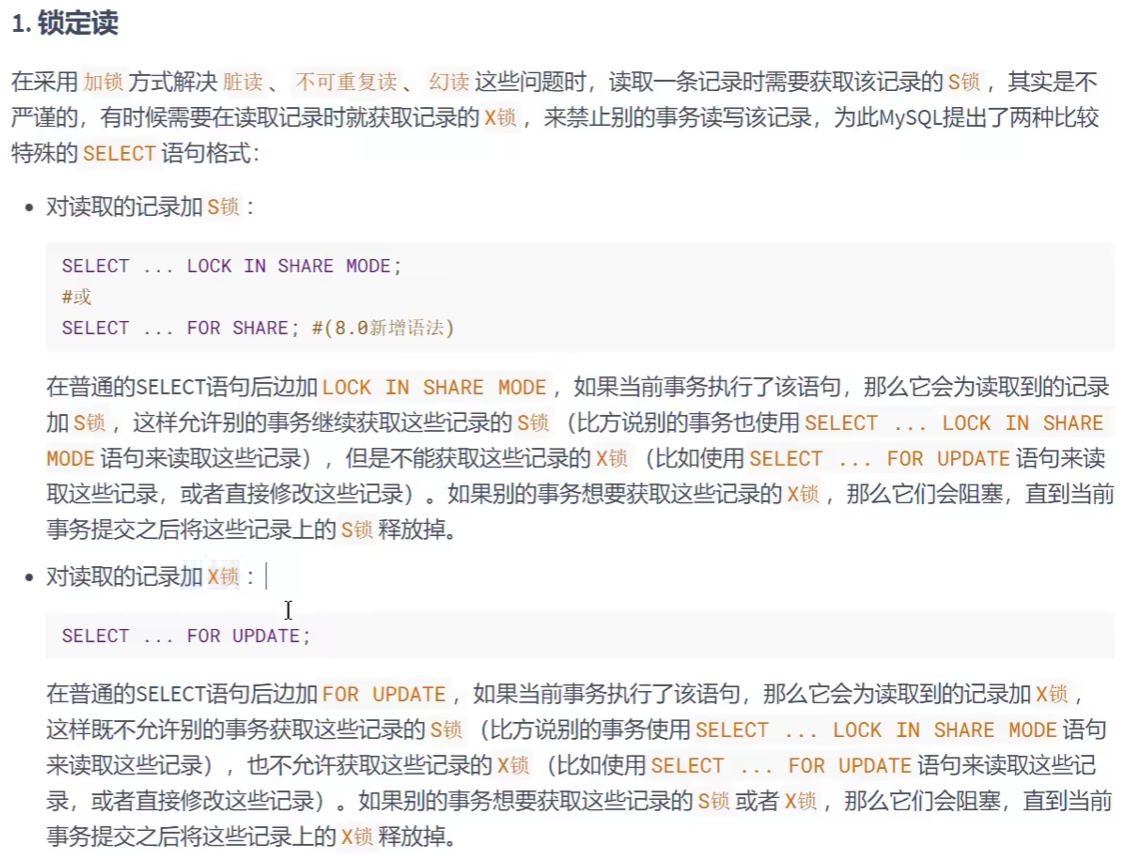 1. 锁定读
在采用 加锁 方式解决 脏读 、 不可重复读 、 幻读 这些问题时，读取一条记录时需要获取该记录的 S锁 ，其实是不
严谨的，有时候需要在读取记录时就获取记录的 X锁 ，来禁止别的事务读写该记录，为此MySQL提出了两种比较
特殊的 SELECT 语句格式：
• 对读取的记录加 S锁 ：
SELECT ... LOCK IN SHARE MODE;
#或
SELECT ... FOR SHARE; #(8.0新增语法)
在普通的SELECT语句后边加 LOCK IN SHARE MODE ，如果当前事务执行了该语句，那么它会为读取到的记录
加 S锁 ，这样允许别的事务继续获取这些记录的 S锁 （比方说别的事务也使用 SELECT ... LOCK IN SHARE
MODE 语句来读取这些记录），但是不能获取这些记录的 X锁 （比如使用 SELECT ... FOR UPDATE 语句来读
取这些记录，或者直接修改这些记录）。如果别的事务想要获取这些记录的 X锁 ，那么它们会阻塞，直到当前
事务提交之后将这些记录上的 S锁 释放掉。
• 对读取的记录加 X锁 ：
SELECT ... FOR UPDATE;
在普通的SELECT语句后边加 FOR UPDATE ，如果当前事务执行了该语句，那么它会为读取到的记录加 X锁 ，
这样既不允许别的事务获取这些记录的 S锁 （比方说别的事务使用 SELECT ... LOCK IN SHARE MODE 语句
来读取这些记录），也不允许获取这些记录的 X锁 （比如使用 SELECT ... FOR UPDATE 语句来读取这些记
录，或者直接修改这些记录）。如果别的事务想要获取这些记录的 S锁 或者 X锁 ，那么它们会阻塞，直到当前
事务提交之后将这些记录上的 X锁 释放掉。